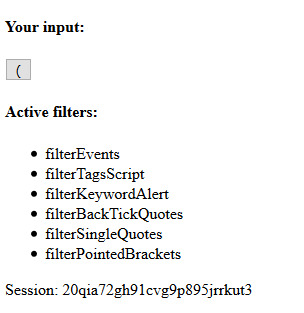 Your input:
(
Active filters:
• filterEvents
• filterTagsScript
• filterKeywordAlert
• filterBackTickQuotes
• filterSingleQuotes
• filterPointedBrackets
Session: 20qia72gh91cvg9p895jrrkut3